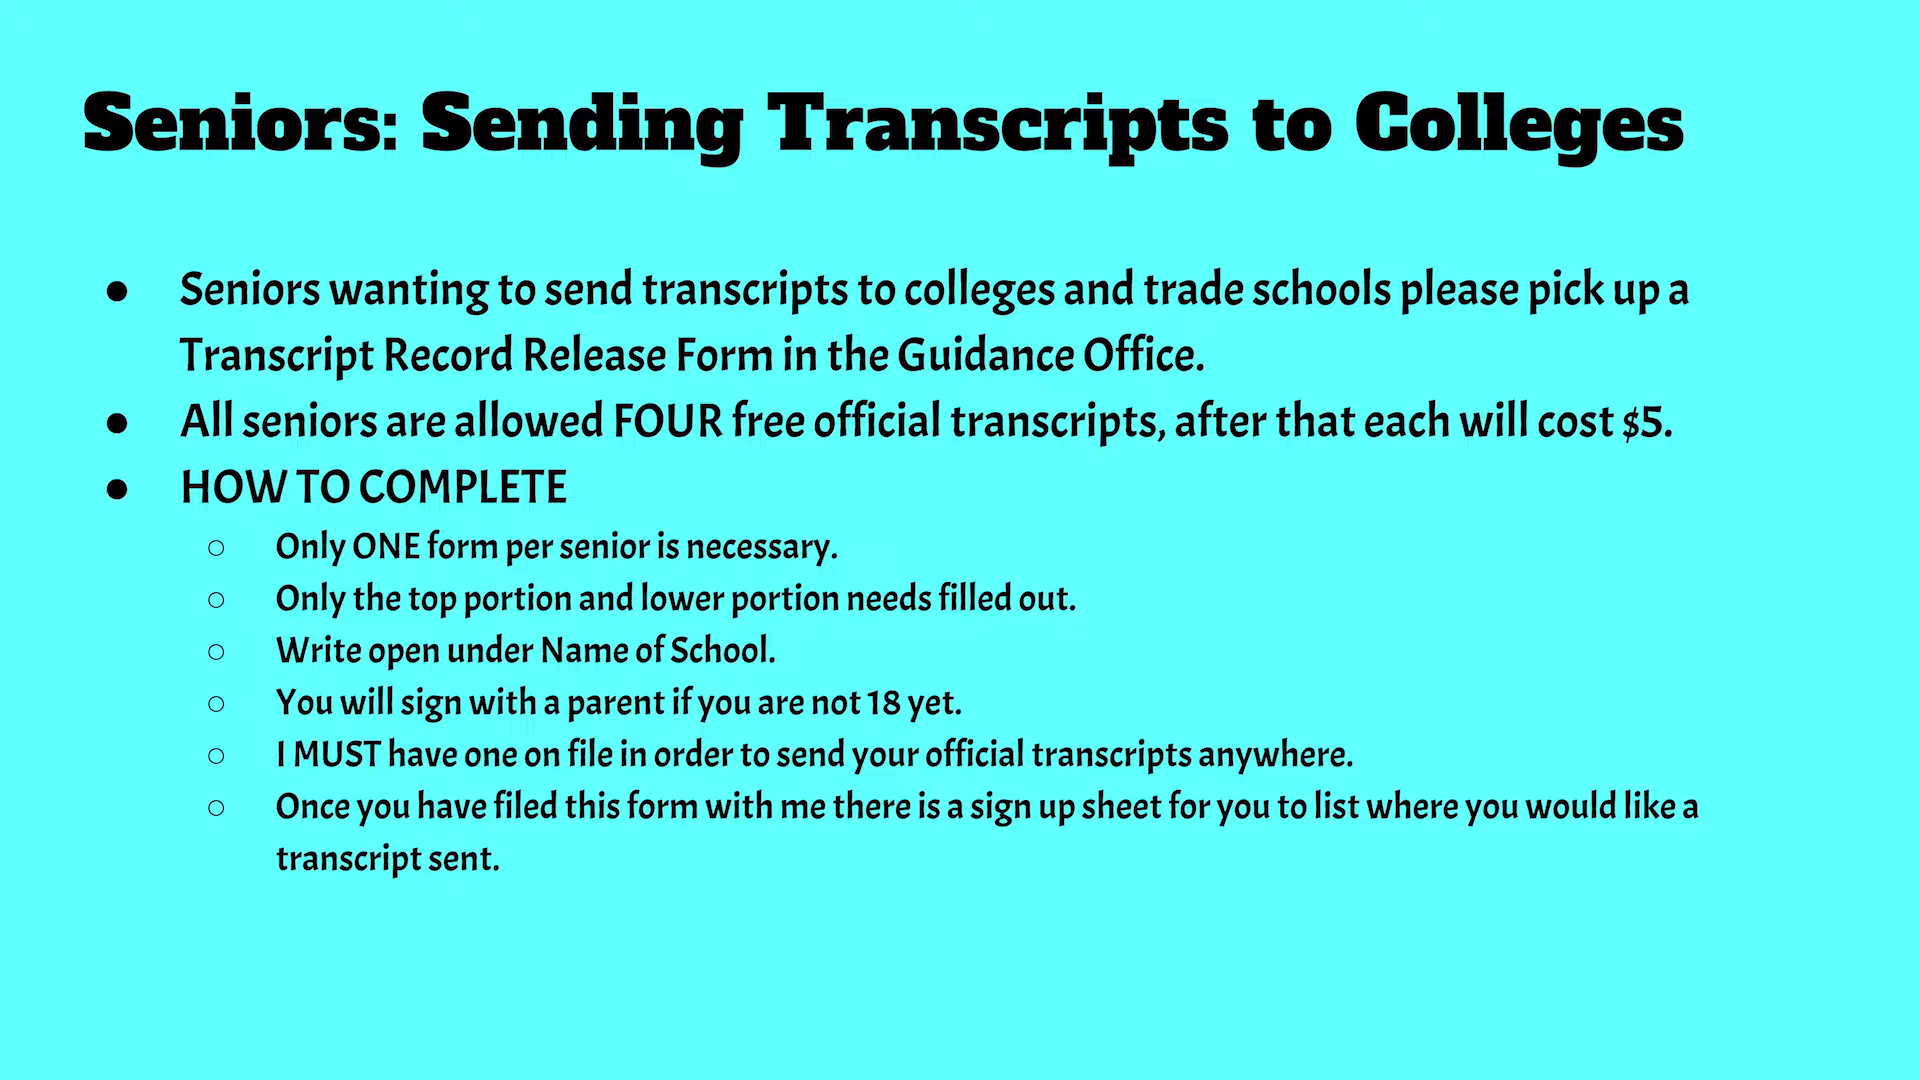 Seniors: Sending Transcripts to Colleges
● Seniors wanting to send transcripts to colleges and trade schools please pick up a
Transcript Record Release Form in the Guidance Office.
● All seniors are allowed FOUR free official transcripts, after that each will cost $5.
● HOW TO COMPLETE
○ Only ONE form per senior is necessary.
○ Only the top portion and lower portion needs filled out.
○ Write open under Name of School.
○ You will sign with a parent if you are not 18 yet.
○ I MUST have one on file in order to send your official transcripts anywhere.
○ Once you have filed this form with me there is a sign up sheet for you to list where you would like a
transcript sent.